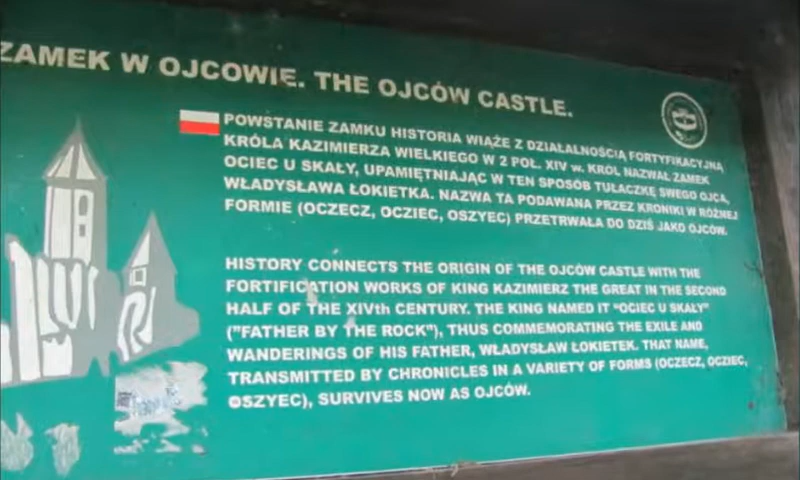 ZAMEK W OJCOWIE. THE OJCÓW CASTLE.
POWSTANIE ZAMKU HISTORIA WIĄŻE Z DZIAŁALNOŚCIĄ FORTYFIKACYJNĄ
KRÓLA KAZIMIERZA WIELKIEGO W 2 POŁ. XIV w. KRÓL NAZWAŁ ZAMEK
OCIEC U SKAŁY, UPAMIĘTNIAJĄC W TEN SPOSÓB TUŁACZKĘ SWEGO OJCA,
WŁADYSŁAWA ŁOKIETKA. NAZWA TA PODAWANA PRZEZ KRONIKI W RÓŻNEJ
FORMIE (OCZECZ, OCZIEC, OSZYEC) PRZETRWAŁA DO DZIŚ JAKO OJCÓW.
HISTORY CONNECTS THE ORIGIN OF THE OJCÓW CASTLE WITH THE
FORTIFICATION WORKS OF KING KAZIMIERZ THE GREAT IN THE SECOND
HALF OF THE XIVth CENTURY. THE KING NAMED IT "OCIEC U SKAŁY"
("FATHER BY THE ROCK"), THUS COMMEMORATING THE EXILE AND
WANDERINGS OF HIS FATHER, WŁADYSŁAW ŁOKIETEK. THAT NAME,
TRANSMITTED BY CHRONICLES IN A VARIETY OF FORMS (OCZECZ, OCZIEC,
OSZYEC), SURVIVES NOW AS OJCÓW.